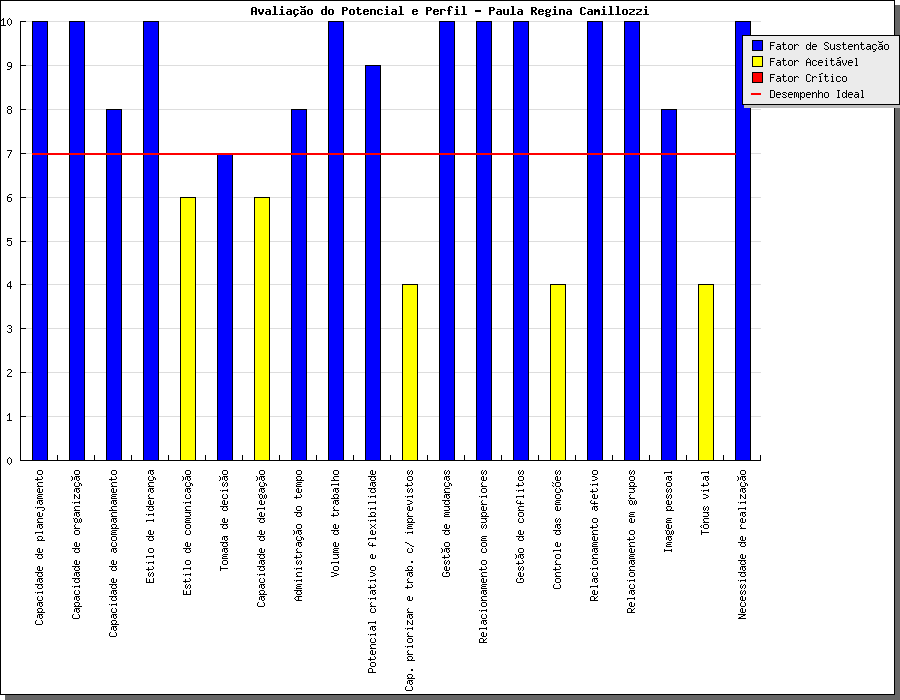 Avaliação do Potencial e Perfil - Paula Regina Camillozzi
10
9
8
7
6
5
4
3
2
1
0
Fator de Sustentação
Fator Aceitável
Fator Crítico
Desempenho Ideal
Capacidade de planejamento
Capacidade de organização
Capacidade de acompanhamento
Estilo de liderança
Estilo de comunicação
Tomada de decisão
Capacidade de delegação
Administração do tempo
Volume de trabalho
Potencial criativo e flexibilidade
Cap. priorizar e trab. c/ imprevistos
Gestão de mudanças
Relacionamento com superiores
Gestão de conflitos
Controle das emoções
Relacionamento afetivo
Relacionamento em grupos
Imagem pessoal
Tônus vital
Necessidade de realização